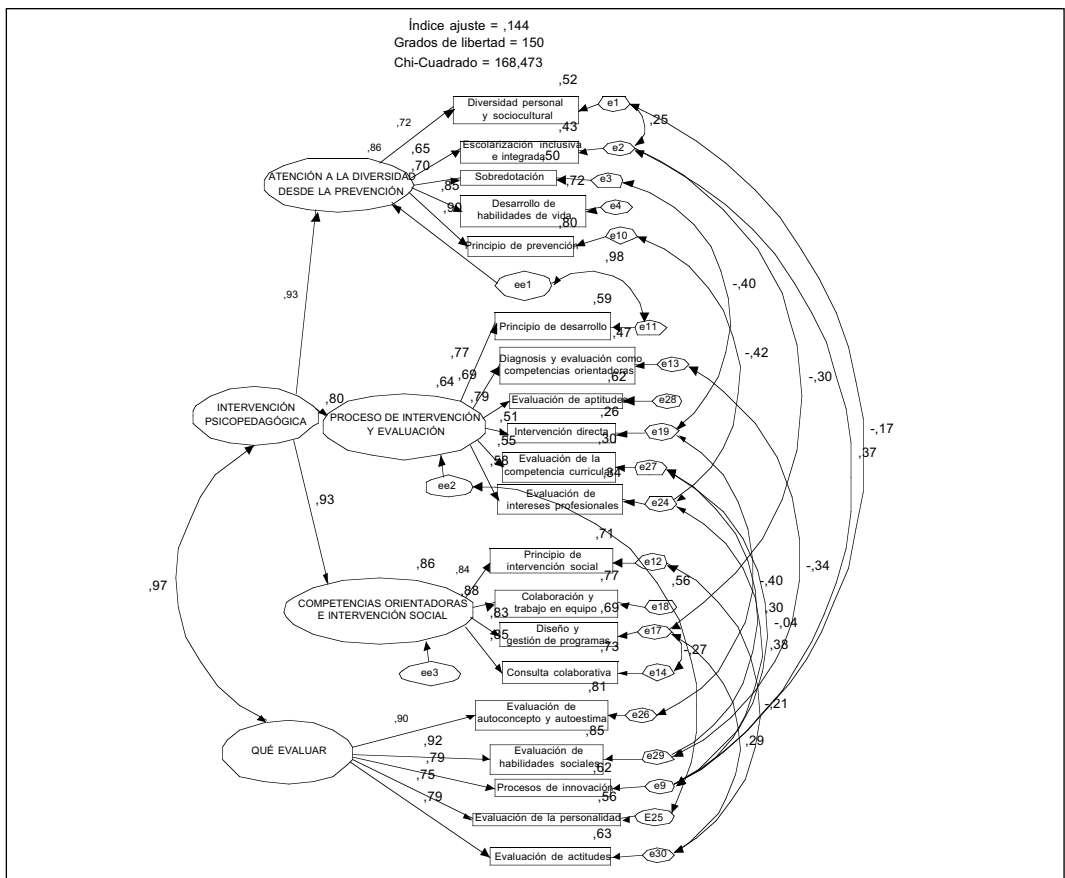 Índice ajuste = ,144
Grados de libertad = 150
Chi-Cuadrado = 168,473
,52
Diversidad personal
y sociocultural
e1
,72
,43
,25
,86
,65
Escolarización inclusiva
e integrada
,50
e2
,70
ATENCIÓN A LA DIVERSIDAD
DESDE LA PREVENCIÓN
Sobredotación
,72
e3
,85
Desarrollo de
habilidades de vida
e4
,90
,80
Principio de prevención
e10
,98
ee1
-,40
,93
,59
Principio de desarrollo
e11
,47
-,42
,77
Diagnosis y evaluación como
competencias orientadoras
e13
,64
,69
,62
-,30
,79
,80
Evaluación de aptitudes
e28
,26
INTERVENCIÓN
PSICOPEDAGÓGICA
PROCESO DE INTERVENCIÓN
Y EVALUACIÓN
,51
Intervención directa
e19
,30
-,17
,55
Evaluación de la
competencia curricular
e27
,37
,58
ee2
Evaluación de
intereses profesionales
e24
,93
,71
Principio de
intervención social
e12
,86
,84
,77
,56
-,34
,97
,88
Colaboración y
trabajo en equipo
e18
-,40
COMPETENCIAS ORIENTADORAS
E INTERVENCIÓN SOCIAL
,83
,69
,30
Diseño y
gestión de programas
e17
-,04
,85
,73
-,27
,38
ee3
Consulta colaborativa
e14
,81
Evaluación de
autoconcepto y autoestima
e26
-,21
,90
,85
,92
,29
QUÉ EVALUAR
Evaluación de
habilidades sociales
e29
,79
,62
,75
Procesos de innovación
e9
,79
,56
Evaluación de la personalidad
E25
,63
Evaluación de actitudes
e30